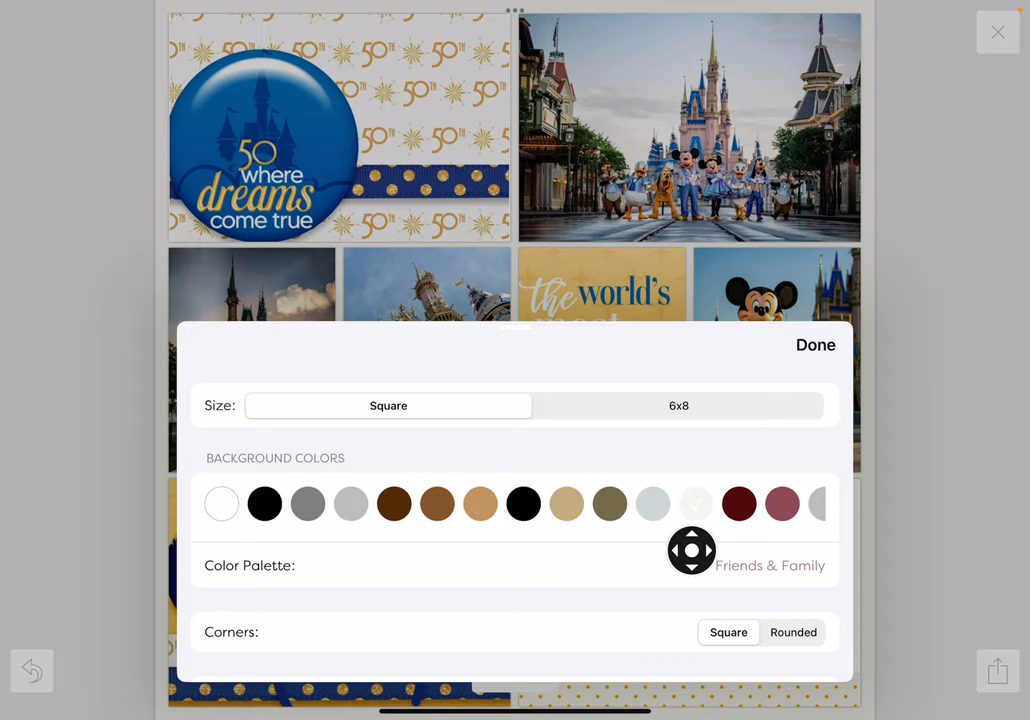 50
where
dreams
come true
the world's
most
Done
Size:
Square
6x8
BACKGROUND COLORS
Color Palette:
Friends & Family
Corners:
Square
Rounded